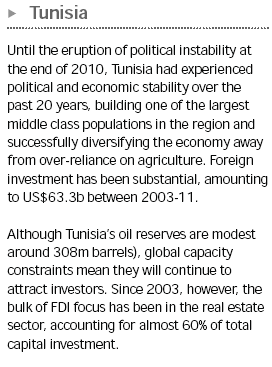 Tunisia
Until the eruption of political instability at
the end of 2010, Tunisia had experienced
political and economic stability over the
past 20 years, building one of the largest
middle class populations in the region and
successfully diversifying the economy away
from over-reliance on agriculture. Foreign
investment has been substantial, amounting
to US$63.3b between 2003-11.
Although Tunisia's oil reserves are modest
around 308m barrels), global capacity
constraints mean they will continue to
attract investors. Since 2003, however, the
bulk of FDI focus has been in the real estate
sector, accounting for almost 60% of total
capital investment.